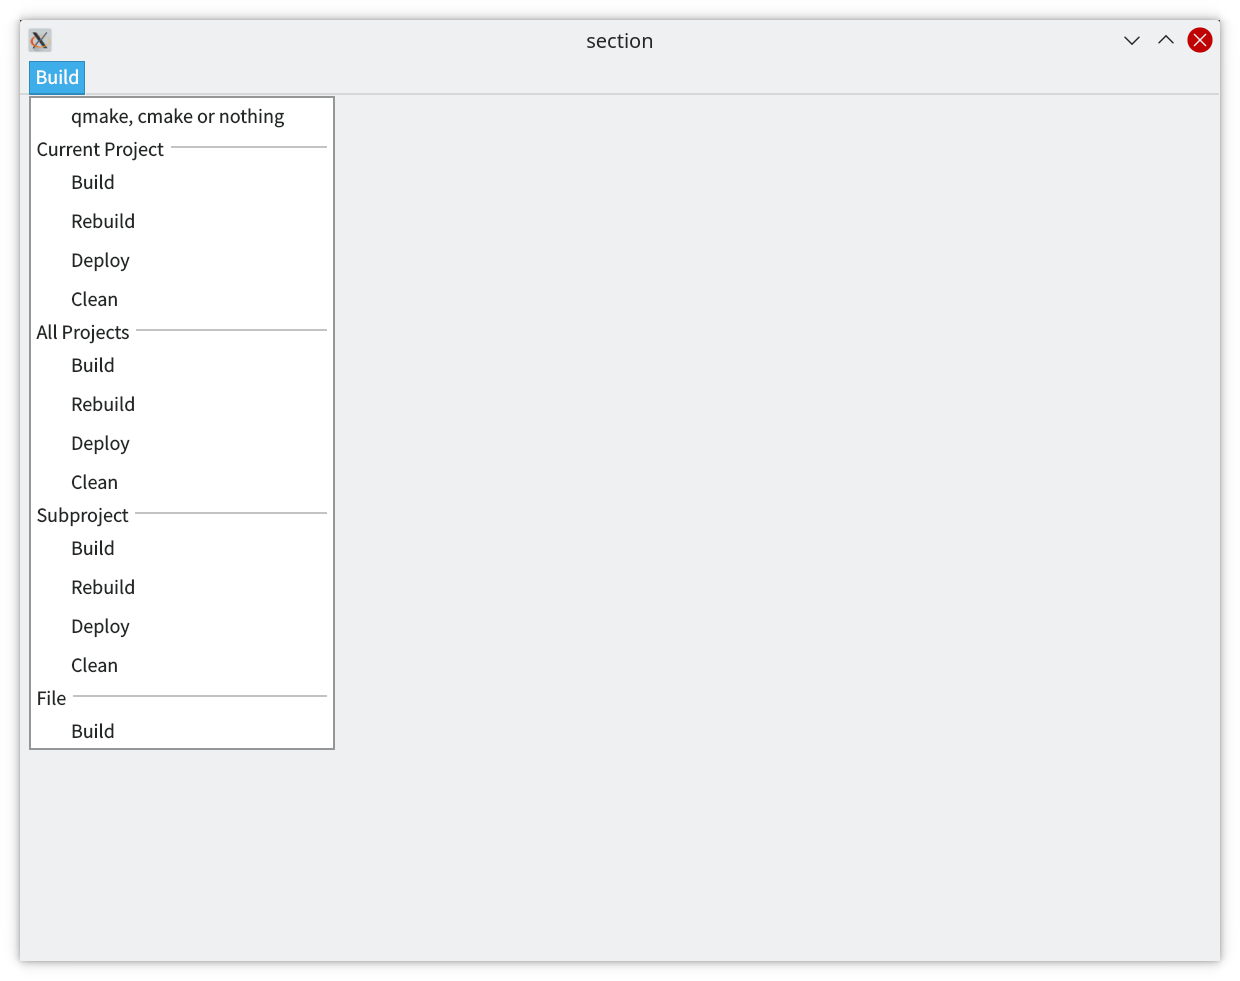 section
Build
qmake, cmake or nothing
Current Project
Build
Rebuild
Deploy
Clean
All Projects
Build
Rebuild
Deploy
Clean
Subproject
Build
Rebuild
Deploy
Clean
File
Build